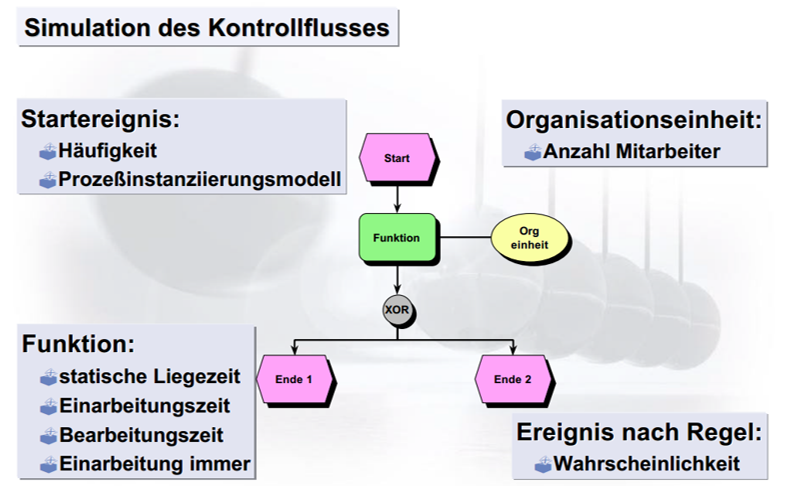 Simulation des Kontrollflusses
Startereignis:
Häufigkeit
Prozeßinstanziierungsmodell
Organisationseinheit:
Anzahl Mitarbeiter
Start
Funktion
Org
einheit
XOR
Ende 1
Ende 2
Funktion:
statische Liegezeit
Einarbeitungszeit
Bearbeitungszeit
Einarbeitung immer
Ereignis nach Regel:
Wahrscheinlichkeit